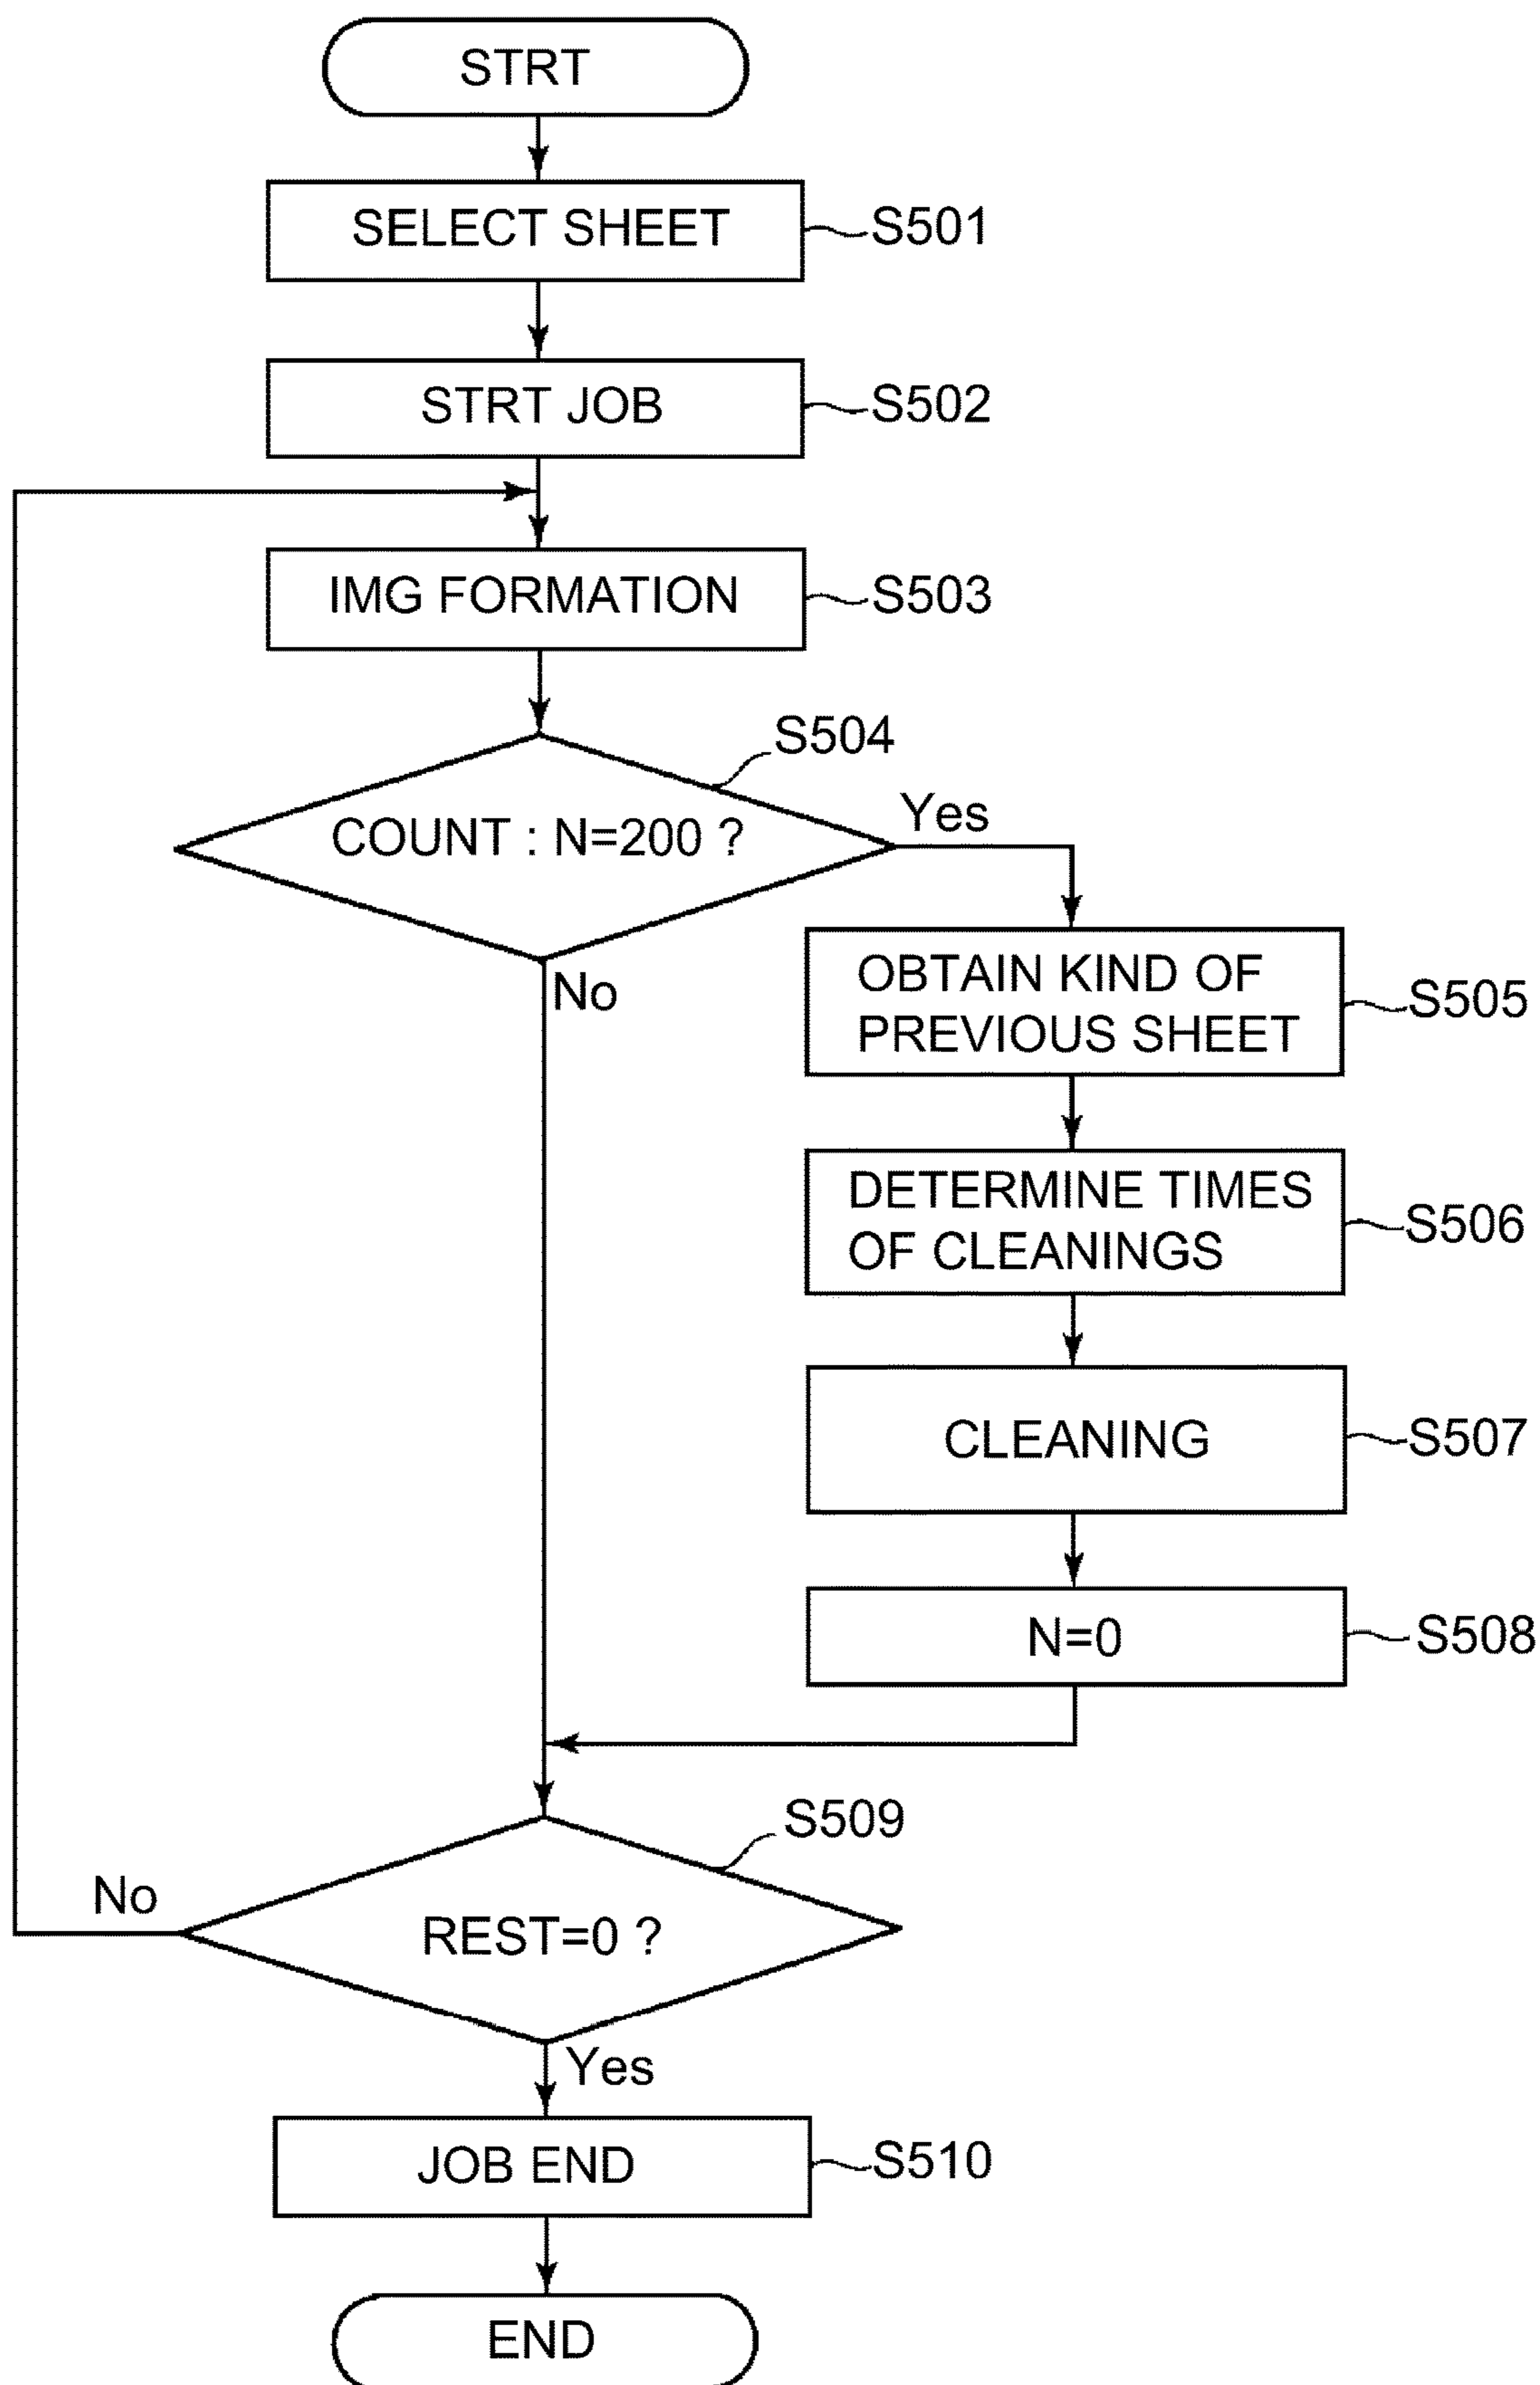 STRT
SELECT SHEET
S501
STRT JOB
S502
IMG FORMATION
S503
S504
COUNT : N=200 ?
Yes
No
OBTAIN KIND OF
PREVIOUS SHEET
S505
DETERMINE TIMES
OF CLEANINGS
S506
CLEANING
S507
N=0
S508
S509
No
REST=0 ?
Yes
JOB END
S510
END